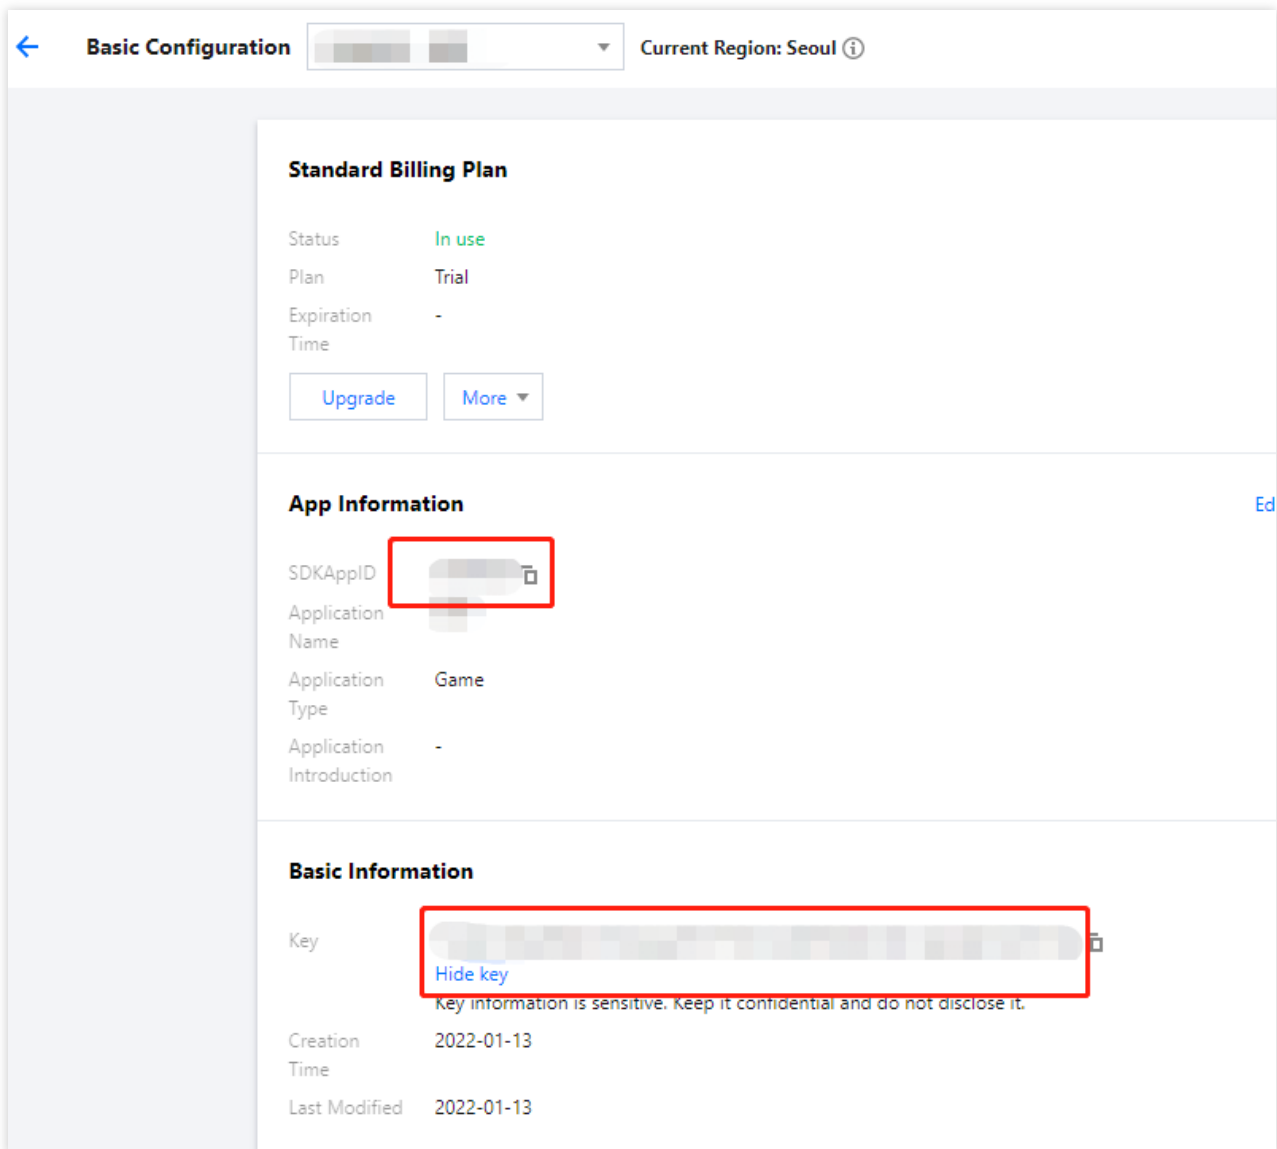 Basic Configuration
Current Region: Seoul
Standard Billing Plan
Status In use
Plan Trial
Expiration Time -
Upgrade More
App Information Ed
SDKAppID
Application Name
Application Type Game
Application Introduction -
Basic Information
Key
Hide key
Key information is sensitive. Keep it confidential and do not disclose it.
Creation Time 2022-01-13
Last Modified 2022-01-13